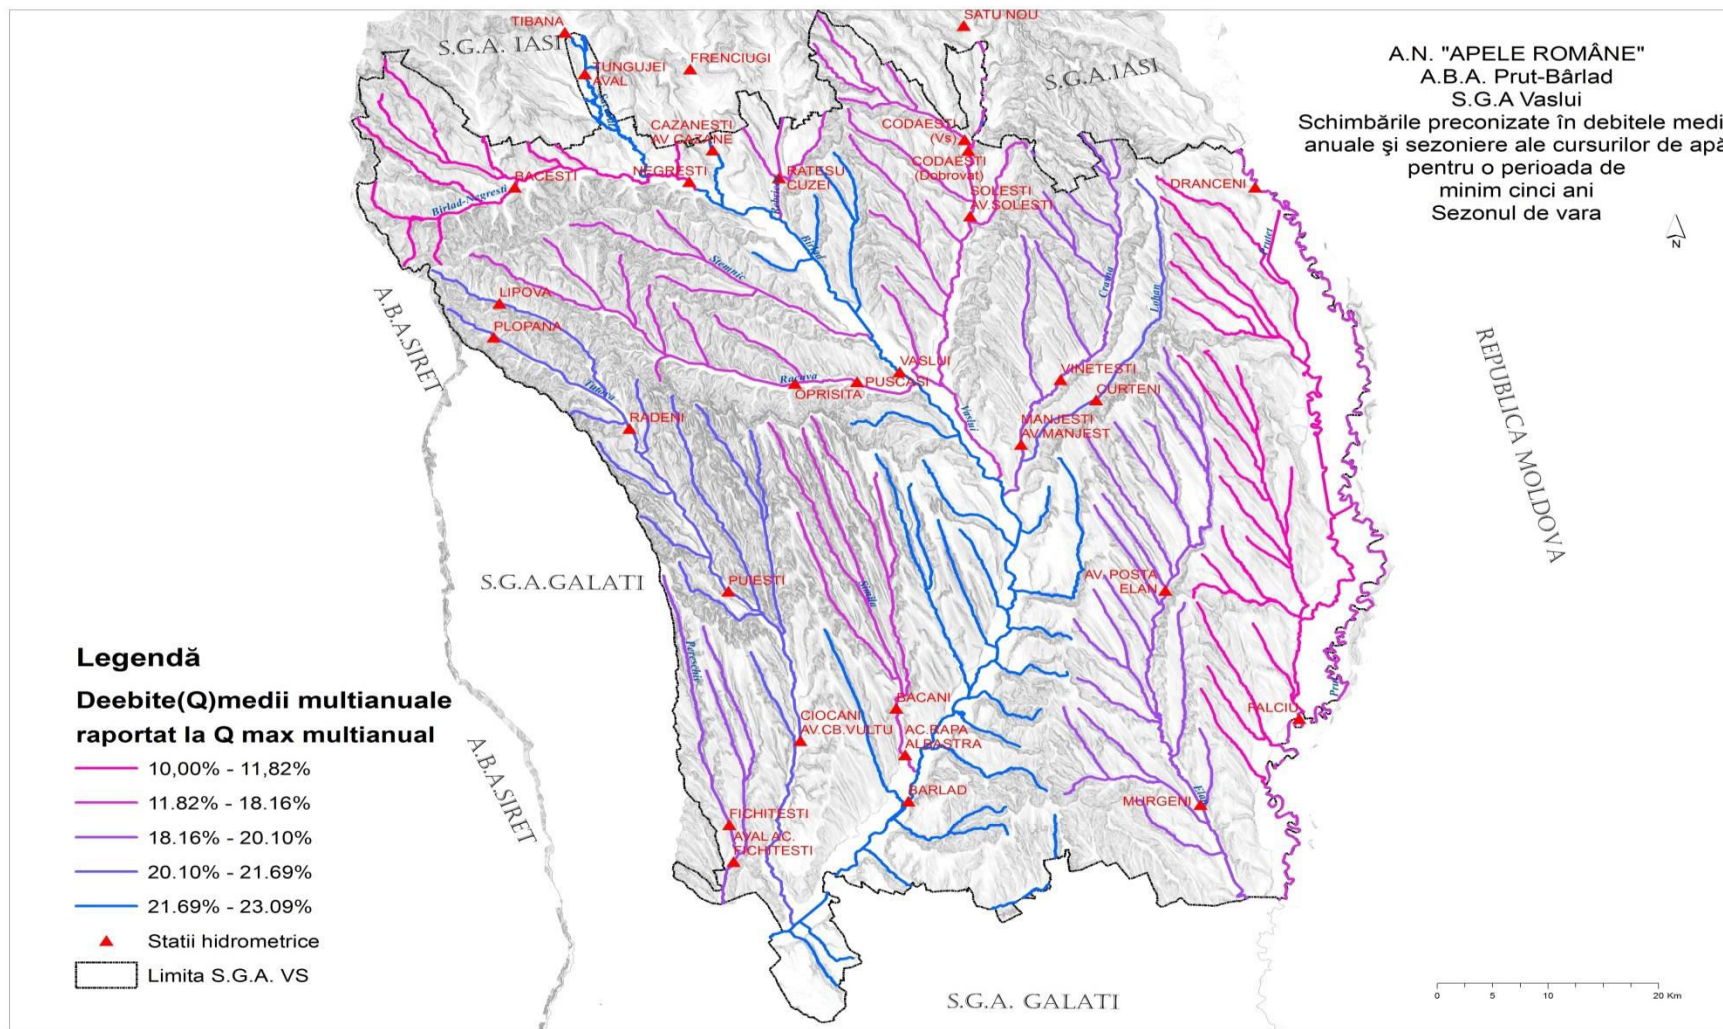 A.N. "APELE ROMÂNE"
A.B.A. Prut-Bârlad
S.G.A Vaslui
Schimbările preconizate în debitele medi
anuale şi sezoniere ale cursurilor de apă
pentru o perioada de
minim cinci ani
Sezonul de vara
N
TIBANA
S.G.A. IASI
TUNGUJEI
AVAL
FRENCIUGI
SATU NOU
S.G.A.IASI
CAZANESTI
AV CAZANE
CODAESTI
(Vs)
CODAESTI
(Dobrovat)
NEGRESTI
BACESTI
Birlad-Negresti
RATESU
CUZEI
Rebricea
SOLESTI
AV.SOLESTI
DRANCENI
Prutet
Birlad
Stemnic
Crasna
Lohan
A.B.A.SIRET
LIPOVA
PLOPANA
Tutova
RADENI
Racova
OPRISITA
PUSCASI
VASLUI
Vaslui
VINETESTI
CURTENI
MANJESTI
AV.MANJEST
REPUBLICA MOLDOVA
S.G.A.GALATI
PUIESTI
Simila
AV. POSTA
ELAN
Pereschiv
Prut
BACANI
FALCIU
CIOCANI
AV.CB.VULTU
AC.RAPA
ALBASTRA
BARLAD
MURGENI
Elan
FICHITESTI
AVAL AC.
FICHITESTI
A.B.A.SIRET
S.G.A. GALATI
Legendă
Deebite(Q)medii multianuale
raportat la Q max multianual
10,00% - 11,82%
11.82% - 18.16%
18.16% - 20.10%
20.10% - 21.69%
21.69% - 23.09%
Statii hidrometrice
Limita S.G.A. VS
0 5 10 20 Km